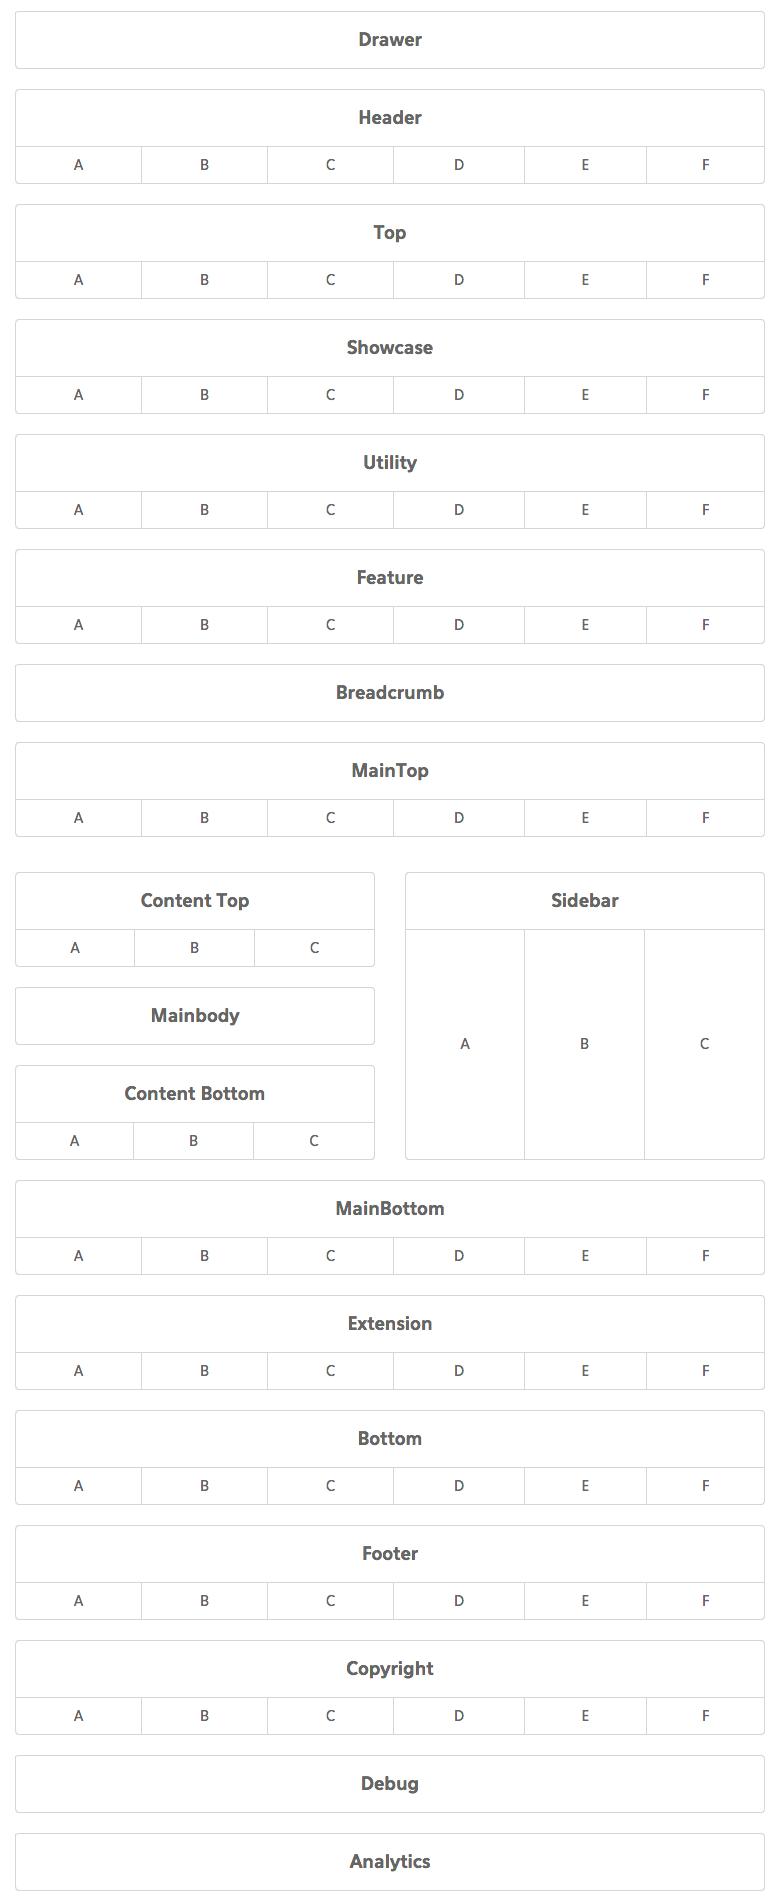 Drawer
Header
A B C D E F
Top
A B C D E F
Showcase
A B C D E F
Utility
A B C D E F
Feature
A B C D E F
Breadcrumb
MainTop
A B C D E F
Content Top
A B C
Mainbody
Content Bottom
A B C
Sidebar
A B C
MainBottom
A B C D E F
Extension
A B C D E F
Bottom
A B C D E F
Footer
A B C D E F
Copyright
A B C D E F
Debug
Analytics